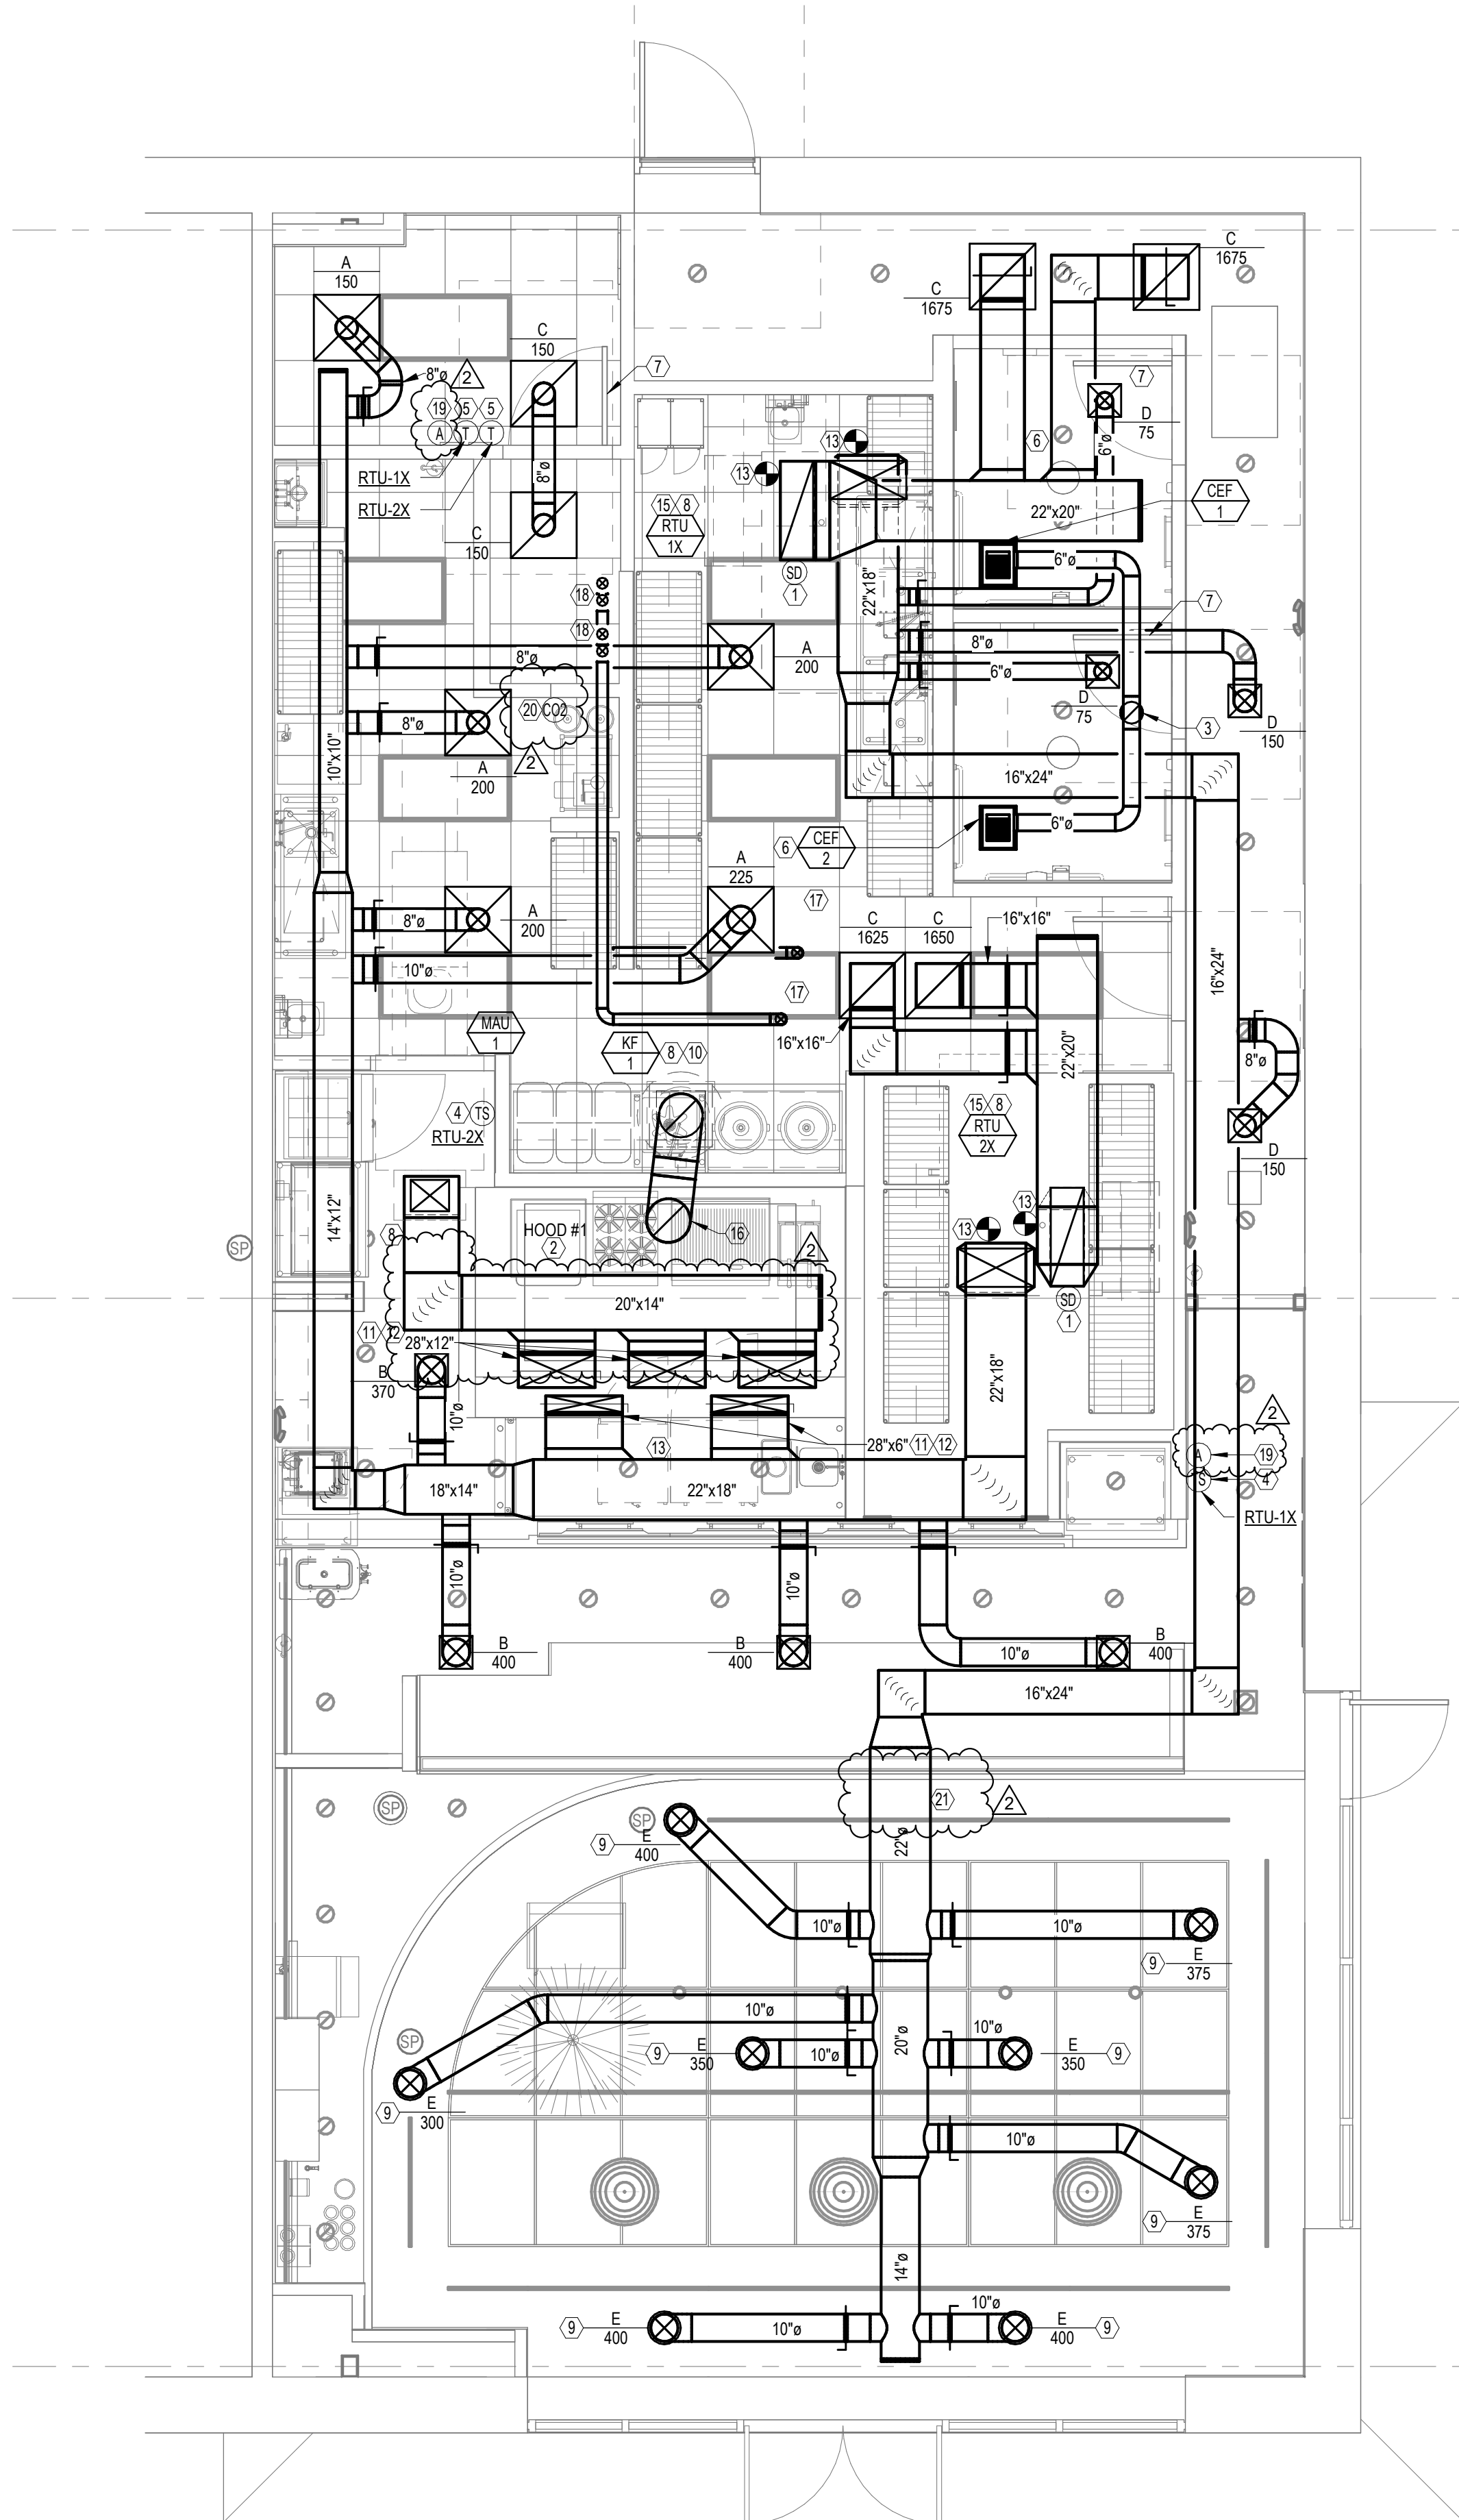 C
1675
C
1675
A
150
C
150
7
7
8"ø
2
19
5
5
A
T
T
6
6"ø
D
75
13
13
RTU-1X
RTU-2X
8"ø
15
8
RTU
1X
22"x20"
CEF
1
C
150
SD
1
22"x18"
6"ø
18
18
7
8"ø
A
200
8"ø
6"ø
20
CO2
8"ø
D
75
3
D
150
2
10"x10"
A
200
16"x24"
6"ø
6
CEF
2
A
225
17
8"ø
A
200
C
1625
C
1650
16"x16"
10"ø
16"x24"
17
MAU
1
KF
1
8
10
16"x16"
22"x20"
8"ø
4
TS
RTU-2X
15
8
RTU
2X
D
150
14"x12"
13
13
SP
8
HOOD #1
2
16
2
20"x14"
SD
1
11
12
28"x12"
B
370
22"x18"
10"ø
2
13
28"x6"
11
12
A
19
S
4
18"x14"
22"x18"
RTU-1X
10"ø
10"ø
B
400
B
400
10"ø
B
400
16"x24"
21
2
SP
SP
22"ø
9
E
400
10"ø
10"ø
9
E
375
10"ø
10"ø
SP
20"ø
9
E
350
10"ø
E
350
9
9
E
300
10"ø
9
E
375
14"ø
10"ø
9
E
400
10"ø
E
400
9